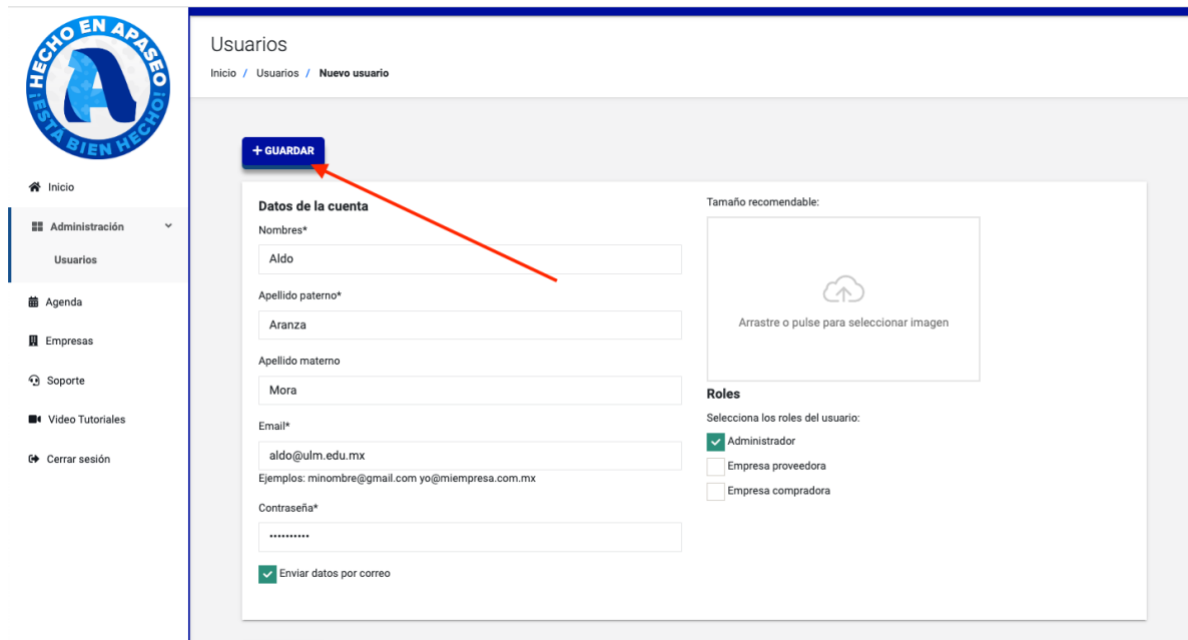 HECHO EN APASEO
¡ESTÁ BIEN HECHO!
Inicio
Administración
Usuarios
Agenda
Empresas
Soporte
Video Tutoriales
Cerrar sesión
Usuarios
Inicio / Usuarios / Nuevo usuario
+ GUARDAR
Datos de la cuenta
Nombres*
Aldo
Apellido paterno*
Aranza
Apellido materno
Mora
Email*
aldo@ulm.edu.mx
Ejemplos: minombre@gmail.com yo@miempresa.com.mx
Contraseña*
••••••••••
Enviar datos por correo
Tamaño recomendable:
Arrastre o pulse para seleccionar imagen
Roles
Selecciona los roles del usuario:
Administrador
Empresa proveedora
Empresa compradora